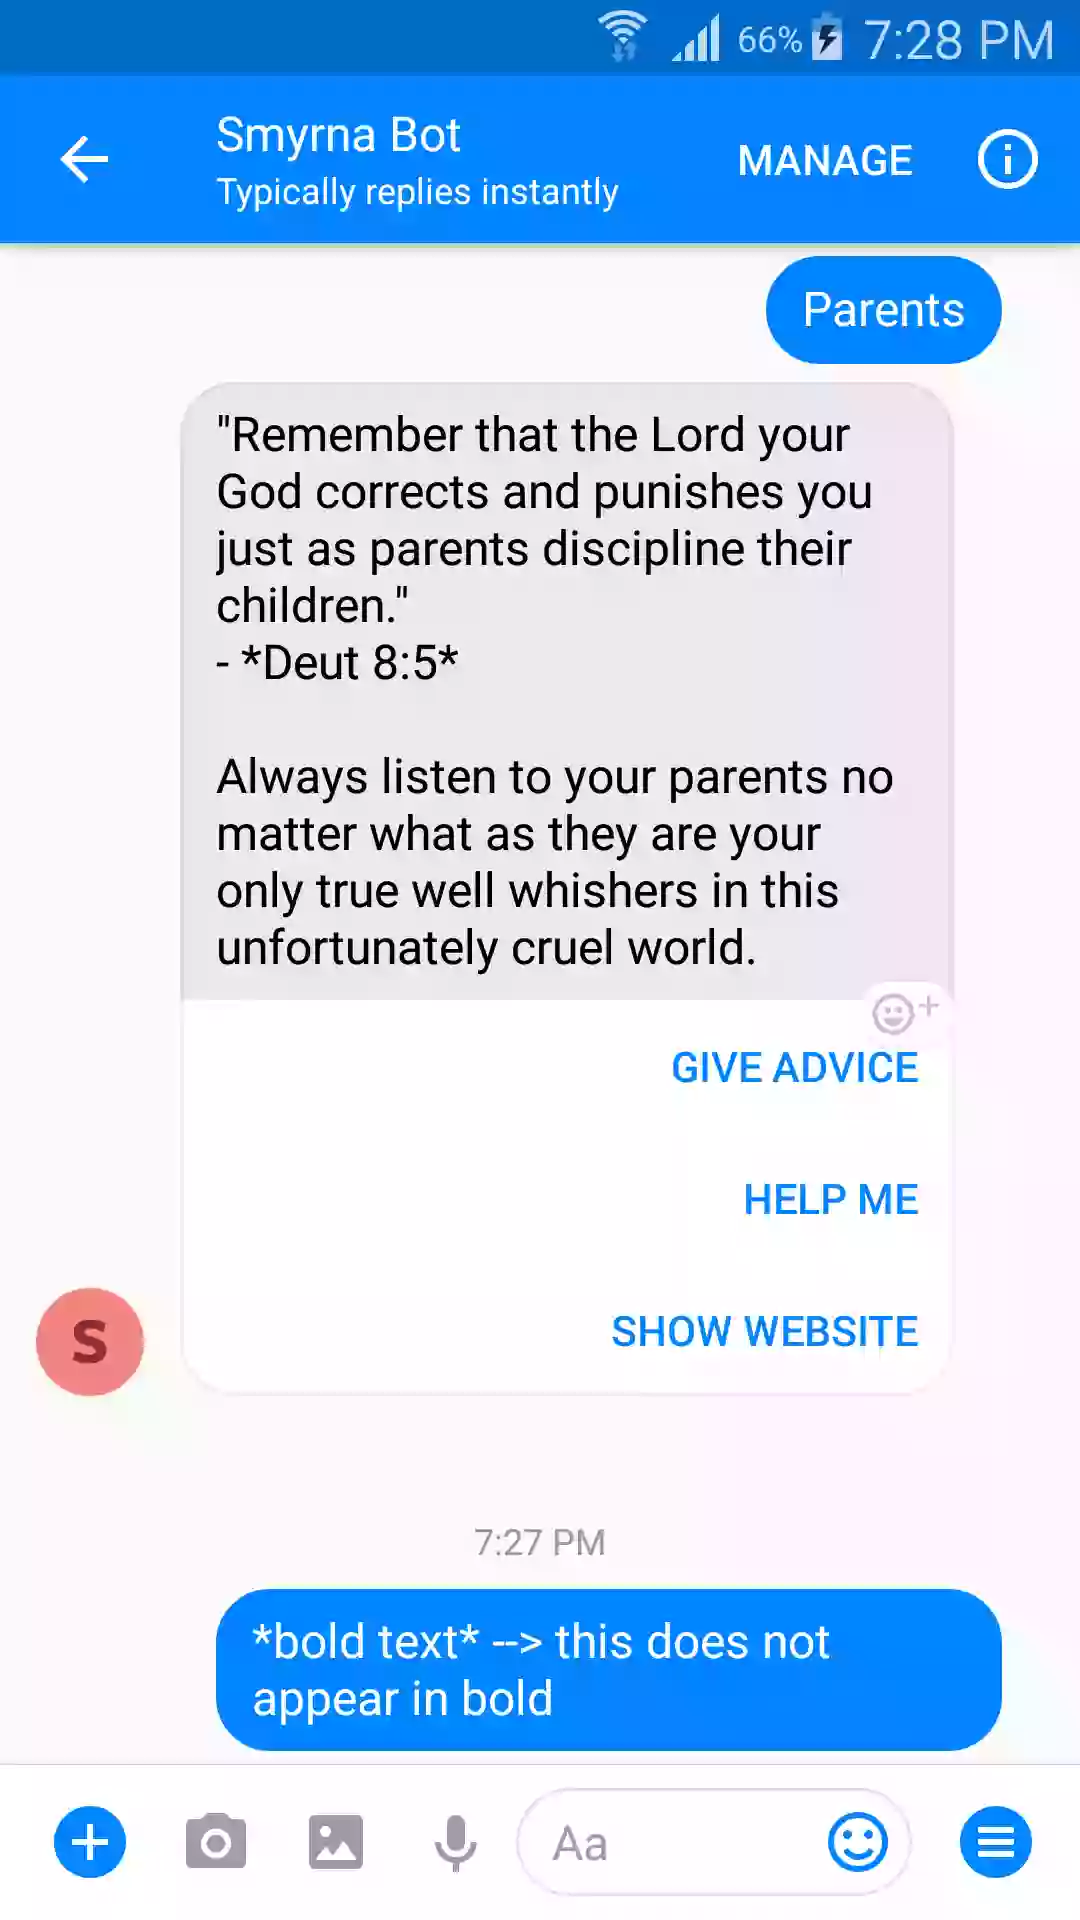 66% 7:28 PM
Smyrna Bot
Typically replies instantly
MANAGE
Parents
"Remember that the Lord your
God corrects and punishes you
just as parents discipline their
children."
- *Deut 8:5*
Always listen to your parents no
matter what as they are your
only true well whishers in this
unfortunately cruel world.
GIVE ADVICE
HELP ME
SHOW WEBSITE
S
7:27 PM
*bold text* --> this does not
appear in bold
Aa